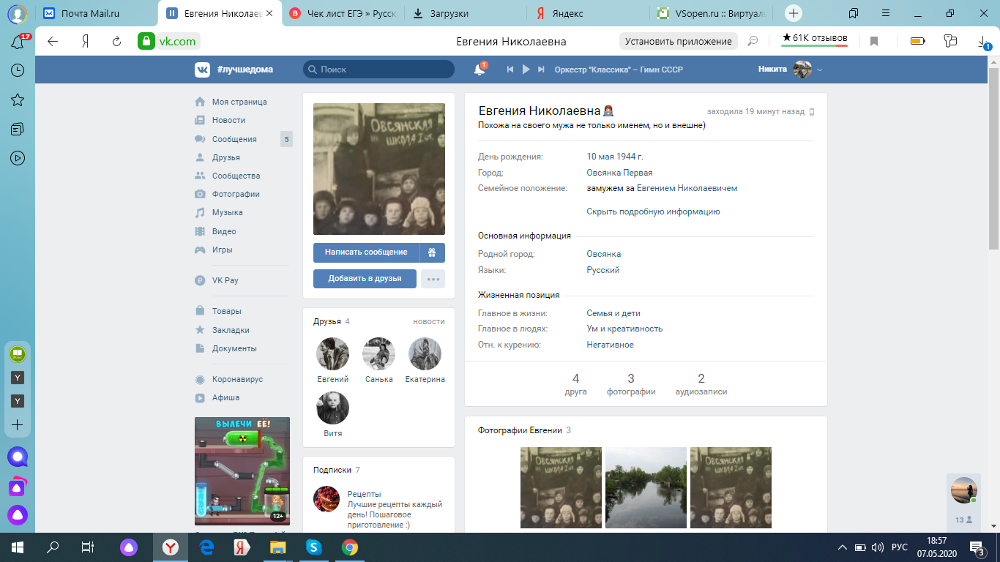 Почта Mail.ru
Евгения Николаев
Чек лист ЕГЭ » Русск
Загрузки
Яндекс
VSopen.ru :: Виртуаль
17
vk.com
Евгения Николаевна
Установить приложение
★61K отзывов
1
#лучшедома
Поиск
1
Оркестр "Классика" – Гимн СССР
Никита
Моя страница
Новости
Сообщения
5
Друзья
Сообщества
Фотографии
Музыка
Видео
Игры
VK Pay
Товары
Закладки
Документы
Коронавирус
Афиша
ВЫЛЕЧИ ЕЁ!
12+
ОВСЯНСКАЯ
ШКОЛА I
Написать сообщение
Добавить в друзья
Друзья 4
новости
Евгений
Санька
Екатерина
Витя
Подписки 7
Рецепты
Лучшие рецепты каждый
день! Пошаговое
приготовление :)
Евгения Николаевна
заходила 19 минут назад
Похожа на своего мужа не только именем, но и внешне)
День рождения: 10 мая 1944 г.
Город: Овсянка Первая
Семейное положение: замужем за Евгением Николаевичем
Скрыть подробную информацию
Основная информация
Родной город: Овсянка
Языки: Русский
Жизненная позиция
Главное в жизни: Семья и дети
Главное в людях: Ум и креативность
Отн. к курению: Негативное
4
друга
3
фотографии
2
аудиозаписи
Фотографии Евгении 3
ОВСЯНСКАЯ
ШКОЛА I
ОВСЯНСКАЯ
ШКОЛА I
13
РУС
18:57
07.05.2020
3